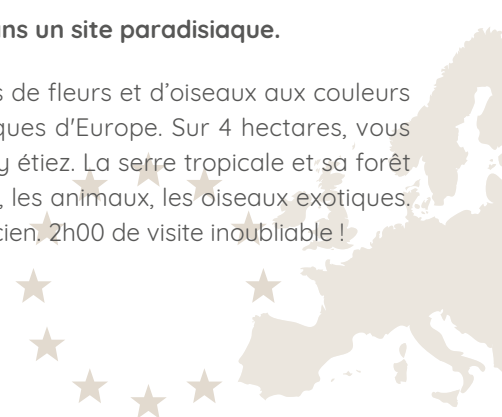 ns un site paradisiaque.
s de fleurs et d’oiseaux aux couleurs
ques d'Europe. Sur 4 hectares, vous
y étiez. La serre tropicale et sa forêt
, les animaux, les oiseaux exotiques.
cien. 2h00 de visite inoubliable !